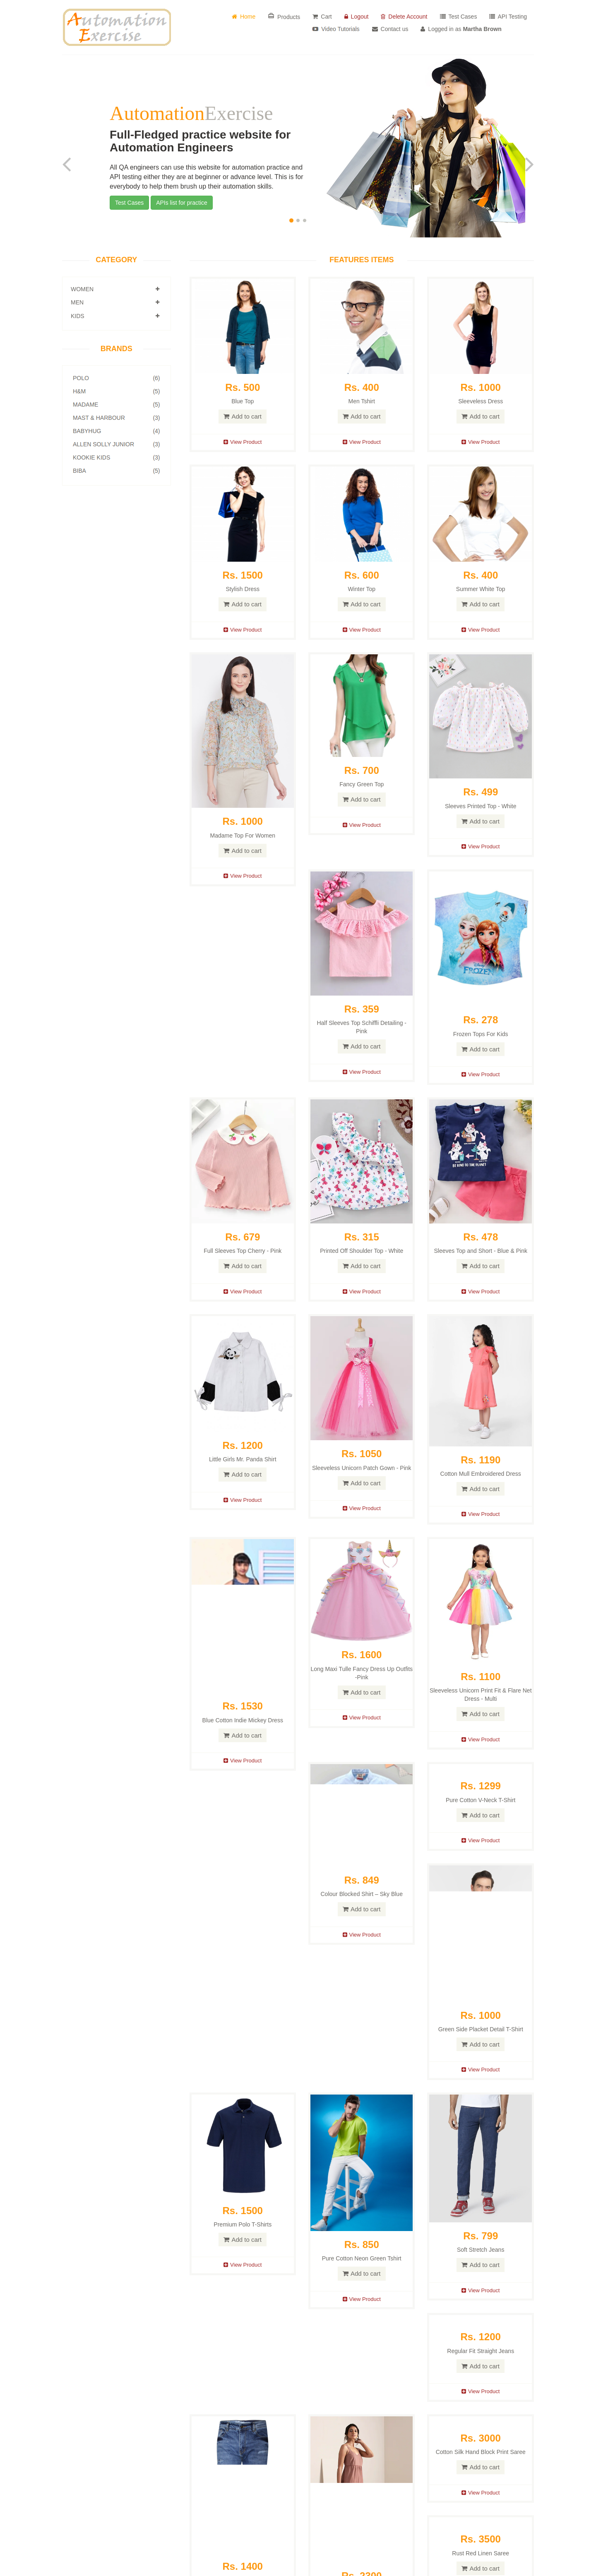 Automation
Exercise
Home
Products
Cart
Logout
Delete Account
Test Cases
API Testing
Video Tutorials
Contact us
Logged in as Martha Brown
AutomationExercise
Full-Fledged practice website for
Automation Engineers
All QA engineers can use this website for automation practice and
API testing either they are at beginner or advance level. This is for
everybody to help them brush up their automation skills.
Test Cases
APIs list for practice
CATEGORY
WOMEN
MEN
KIDS
BRANDS
POLO (6)
H&M (5)
MADAME (5)
MAST & HARBOUR (3)
BABYHUG (4)
ALLEN SOLLY JUNIOR (3)
KOOKIE KIDS (3)
BIBA (5)
FEATURES ITEMS
Rs. 500
Blue Top
Add to cart
View Product
Rs. 400
Men Tshirt
Add to cart
View Product
Rs. 1000
Sleeveless Dress
Add to cart
View Product
Rs. 1500
Stylish Dress
Add to cart
View Product
Rs. 600
Winter Top
Add to cart
View Product
Rs. 400
Summer White Top
Add to cart
View Product
Rs. 1000
Madame Top For Women
Add to cart
View Product
Rs. 700
Fancy Green Top
Add to cart
View Product
Rs. 499
Sleeves Printed Top - White
Add to cart
View Product
Rs. 359
Half Sleeves Top Schiffli Detailing -
Pink
Add to cart
View Product
FROZEN
Rs. 278
Frozen Tops For Kids
Add to cart
View Product
Rs. 679
Full Sleeves Top Cherry - Pink
Add to cart
View Product
Rs. 315
Printed Off Shoulder Top - White
Add to cart
View Product
Rs. 478
Sleeves Top and Short - Blue & Pink
Add to cart
View Product
Rs. 1200
Little Girls Mr. Panda Shirt
Add to cart
View Product
Rs. 1050
Sleeveless Unicorn Patch Gown - Pink
Add to cart
View Product
Rs. 1190
Cotton Mull Embroidered Dress
Add to cart
View Product
Rs. 1530
Blue Cotton Indie Mickey Dress
Add to cart
View Product
Rs. 1600
Long Maxi Tulle Fancy Dress Up Outfits
-Pink
Add to cart
View Product
Rs. 1100
Sleeveless Unicorn Print Fit & Flare Net
Dress - Multi
Add to cart
View Product
Rs. 849
Colour Blocked Shirt – Sky Blue
Add to cart
View Product
Rs. 1299
Pure Cotton V-Neck T-Shirt
Add to cart
View Product
Rs. 1000
Green Side Placket Detail T-Shirt
Add to cart
View Product
Rs. 1500
Premium Polo T-Shirts
Add to cart
View Product
Rs. 850
Pure Cotton Neon Green Tshirt
Add to cart
View Product
Rs. 799
Soft Stretch Jeans
Add to cart
View Product
Rs. 1200
Regular Fit Straight Jeans
Add to cart
View Product
Rs. 1400
Rs. 2300
Rs. 3000
Cotton Silk Hand Block Print Saree
Add to cart
View Product
Rs. 3500
Rust Red Linen Saree
Add to cart